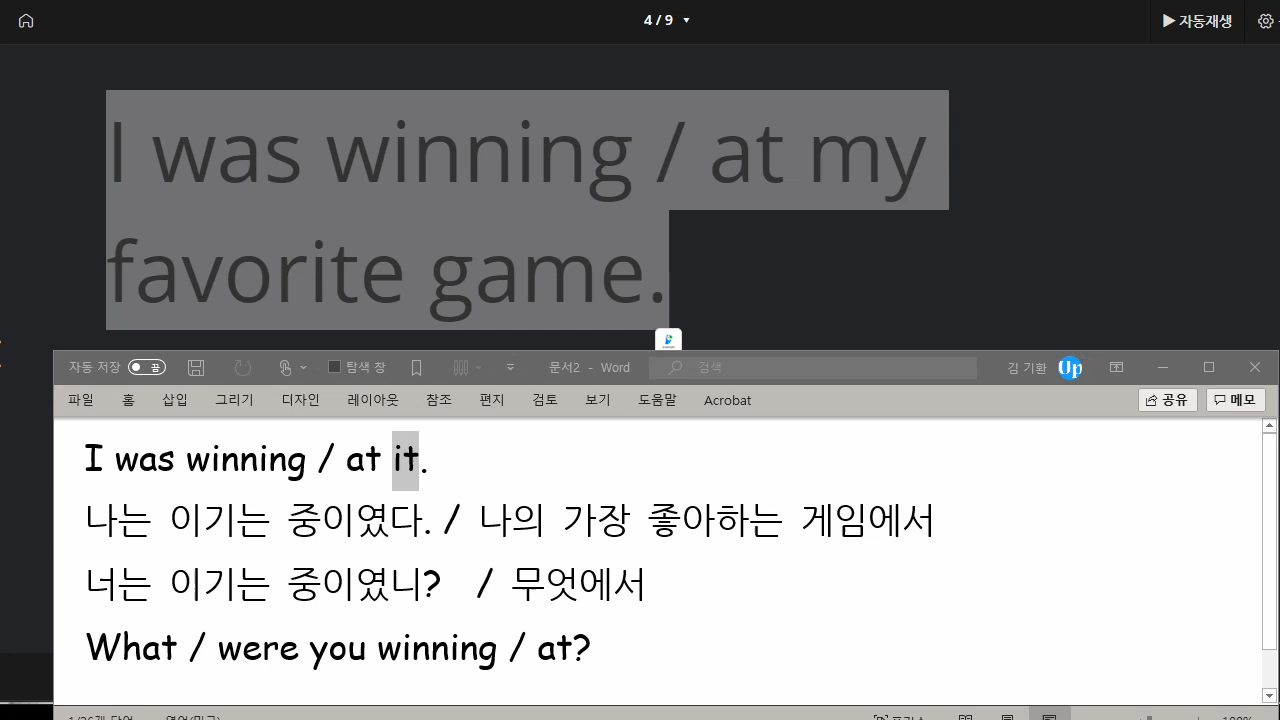 4 / 9
▶ 자동재생
I was winning / at my
favorite game.
자동 저장 끔 탐색 창 문서2 - Word 검색 김 기환 Up
파일 홈 삽입 그리기 디자인 레이아웃 참조 편지 검토 보기 도움말 Acrobat 공유 메모
I was winning / at it.
나는 이기는 중이였다. / 나의 가장 좋아하는 게임에서
너는 이기는 중이였니? / 무엇에서
What / were you winning / at?